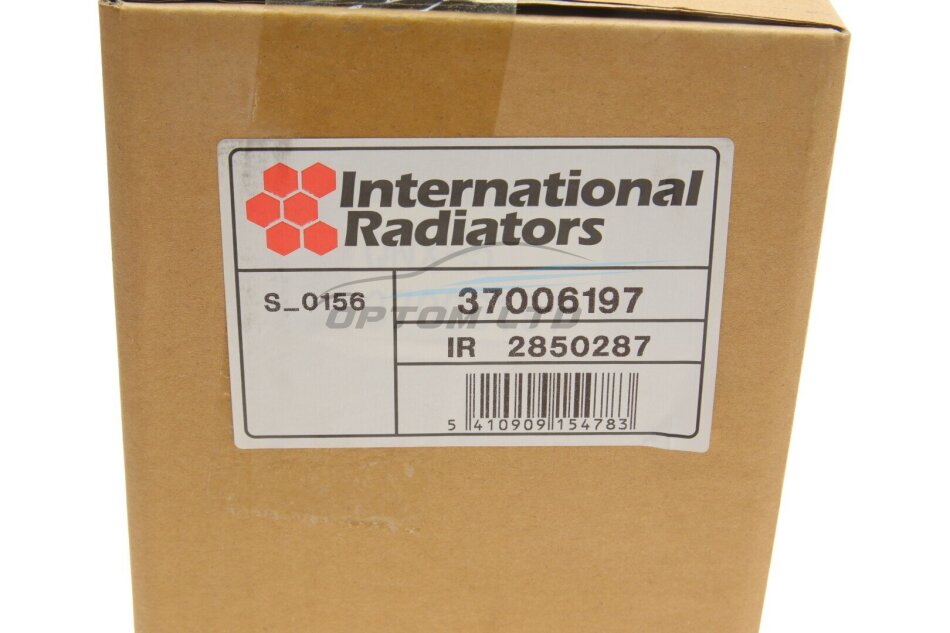 International
Radiators
S_0156
37006197
OPTOM LTD
IR 2850287
5 410909 154783